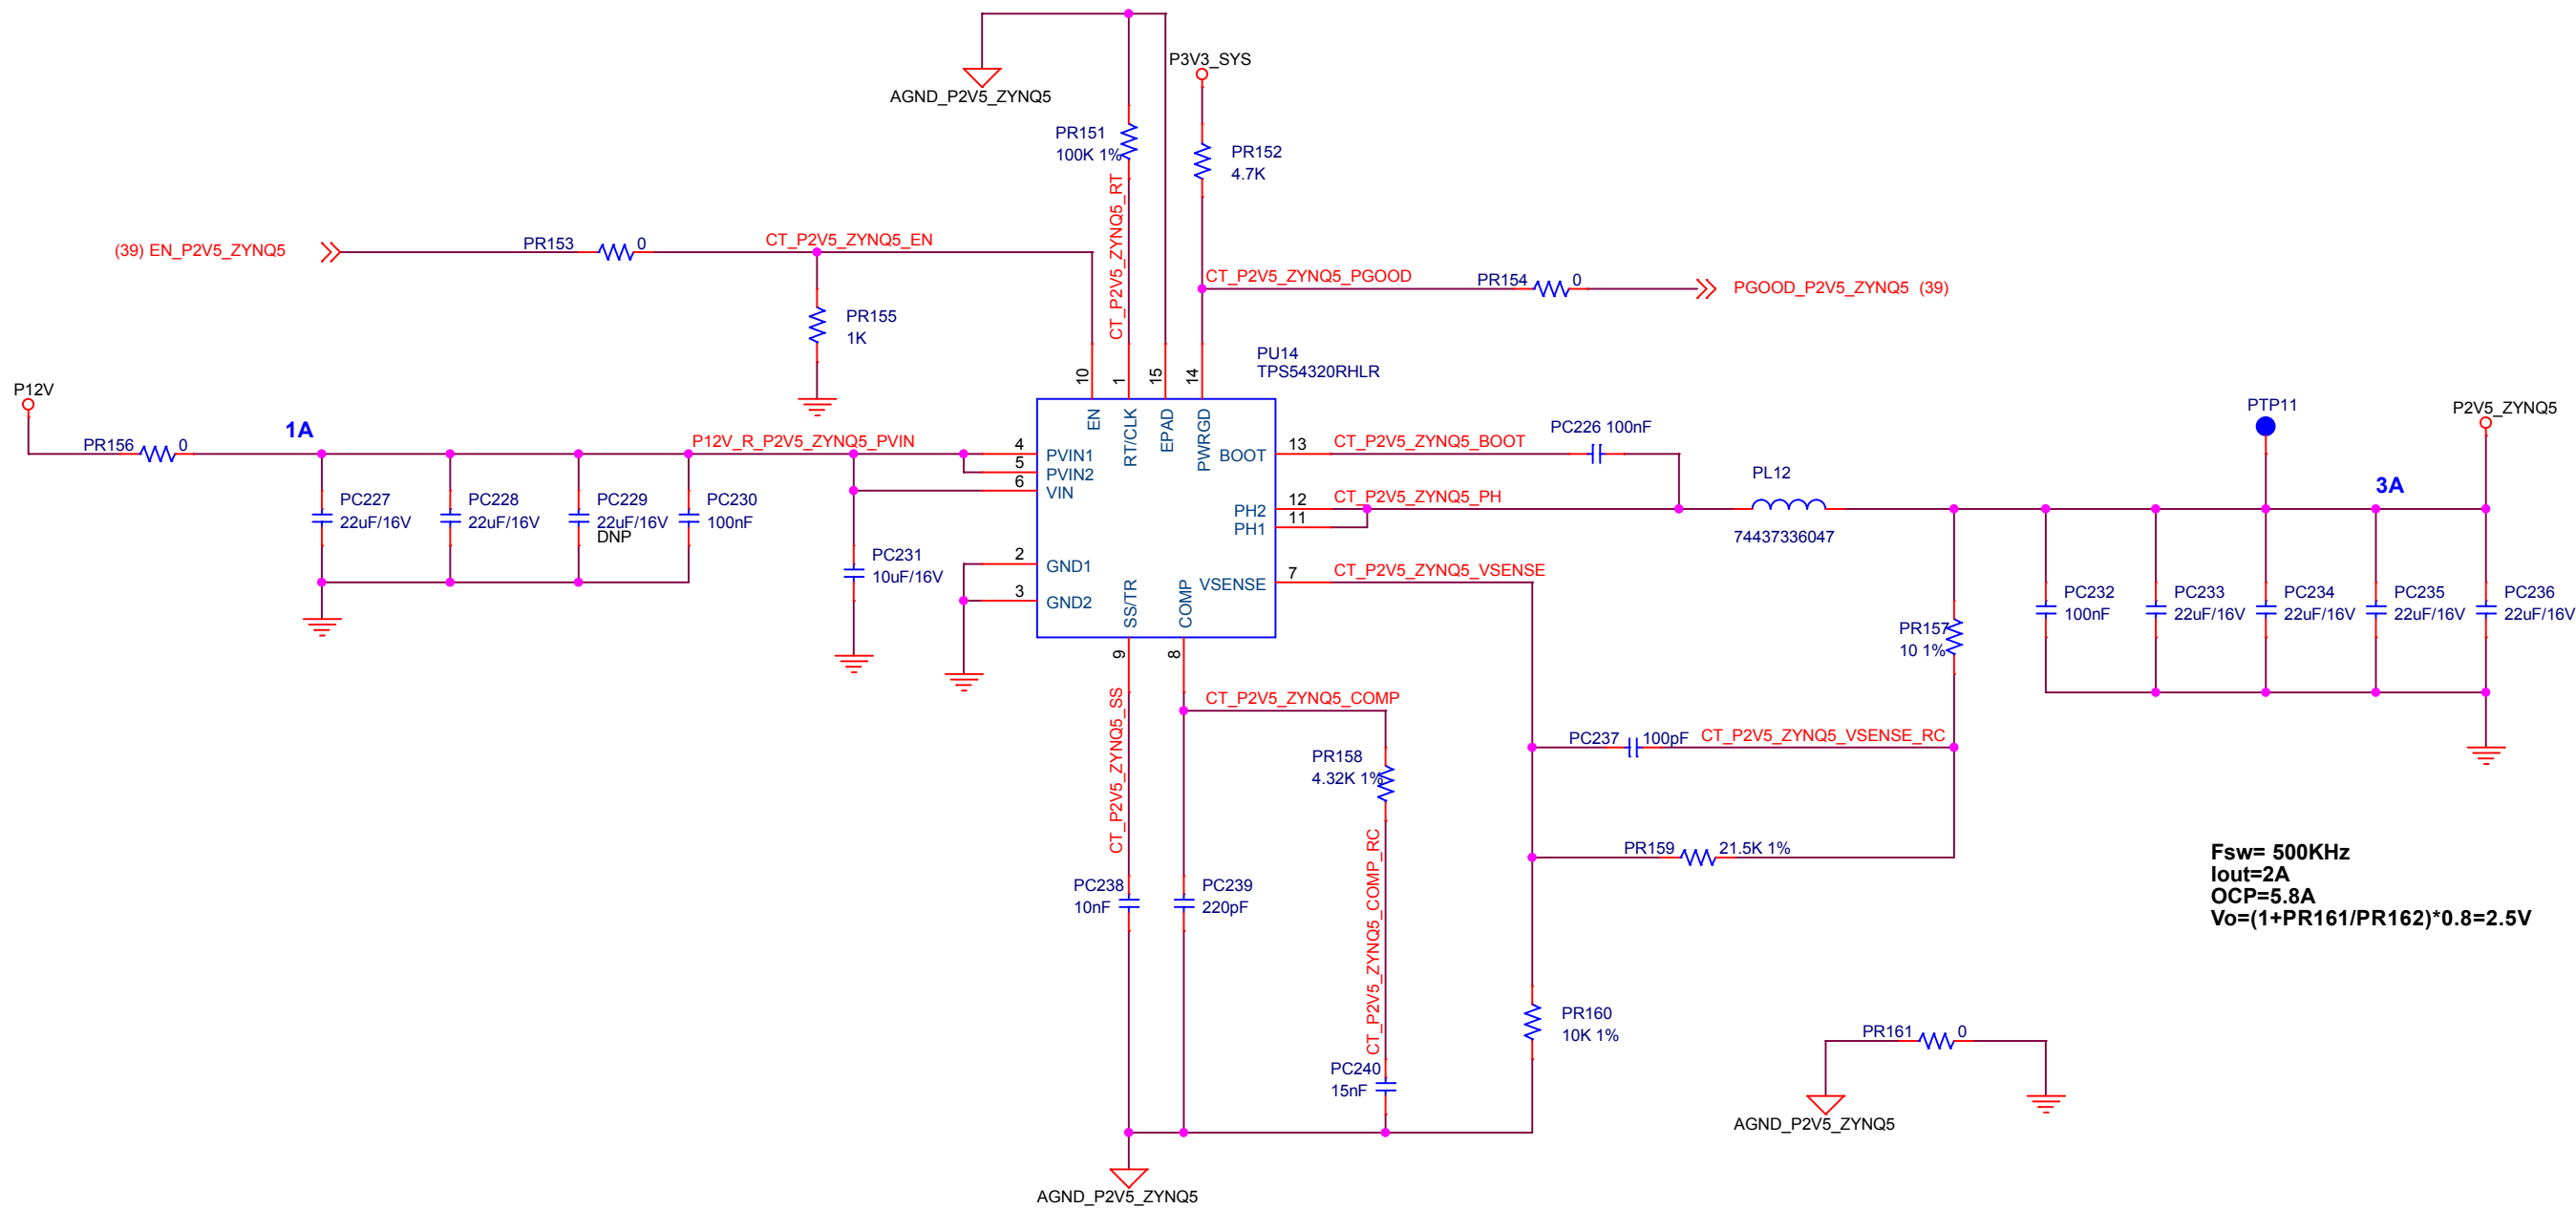 P3V3_SYS
AGND_P2V5_ZYNQ5
PR151
100K 1%
PR152
4.7K
CT_P2V5_ZYNQ5_RT
(39) EN_P2V5_ZYNQ5
PR153
0
CT_P2V5_ZYNQ5_EN
CT_P2V5_ZYNQ5_PGOOD
PR154
0
PGOOD_P2V5_ZYNQ5 (39)
PR155
1K
PU14
TPS54320RHLR
10
1
15
14
EN
RT/CLK
EPAD
PWRGD
P12V
PR156
0
1A
P12V_R_P2V5_ZYNQ5_PVIN
4
PVIN1
5
PVIN2
6
VIN
2
GND1
3
GND2
BOOT
13
CT_P2V5_ZYNQ5_BOOT
PC226 100nF
PH2
12
CT_P2V5_ZYNQ5_PH
PH1
11
VSENSE
7
CT_P2V5_ZYNQ5_VSENSE
SS/TR
COMP
9
8
PL12
74437336047
PTP11
3A
P2V5_ZYNQ5
PC227
22uF/16V
PC228
22uF/16V
PC229
22uF/16V
DNP
PC230
100nF
PC231
10uF/16V
PC232
100nF
PC233
22uF/16V
PC234
22uF/16V
PC235
22uF/16V
PC236
22uF/16V
PR157
10 1%
CT_P2V5_ZYNQ5_SS
CT_P2V5_ZYNQ5_COMP
PC237
100pF
CT_P2V5_ZYNQ5_VSENSE_RC
PR158
4.32K 1%
CT_P2V5_ZYNQ5_COMP_RC
PR159
21.5K 1%
PC238
10nF
PC239
220pF
Fsw= 500KHz
Iout=2A
OCP=5.8A
Vo=(1+PR161/PR162)*0.8=2.5V
PR160
10K 1%
PC240
15nF
PR161
0
AGND_P2V5_ZYNQ5
AGND_P2V5_ZYNQ5